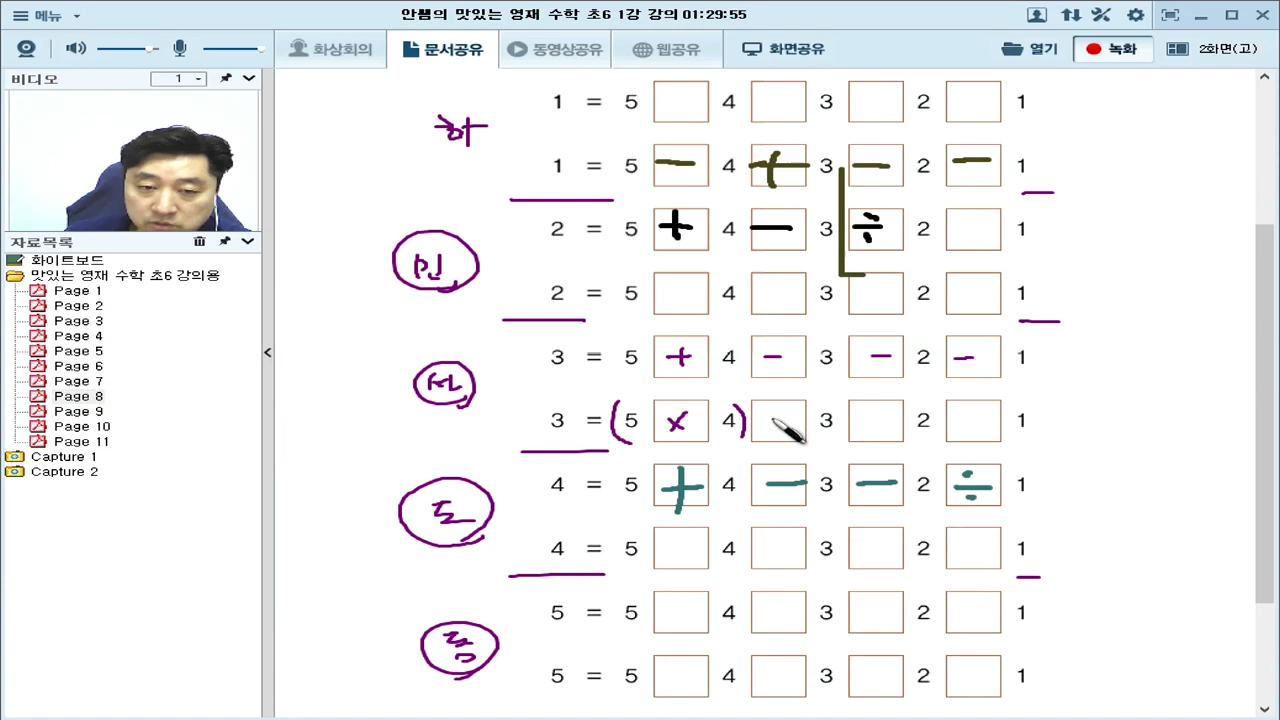 메뉴
안쌤의 맛있는 영재 수학 초6 1강 강의 01:29:55
화상회의 문서공유 동영상공유 웹공유 화면공유 열기 녹화 2화면(고)
비디오 1
자료목록
화이트보드
맛있는 영재 수학 초6 강의용
Page 1
Page 2
Page 3
Page 4
Page 5
Page 6
Page 7
Page 8
Page 9
Page 10
Page 11
Capture 1
Capture 2
1 = 5 4 3 2 1
하
1 = 5 - 4 + 3 - 2 - 1
2 = 5 + 4 - 3 ÷ 2 1
민
2 = 5 4 3 2 1
3 = 5 + 4 - 3 - 2 - 1
서
3 = (5 × 4) 3 2 1
4 = 5 + 4 - 3 - 2 ÷ 1
도
4 = 5 4 3 2 1
5 = 5 4 3 2 1
5 = 5 4 3 2 1